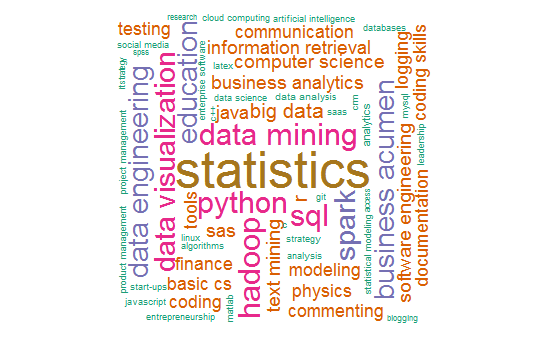 research
cloud computing
artificial intelligence
testing
communication
databases
social media
information retrieval
spss
computer science
latex
itstrategy
enterprise software
education
business analytics
logging
coding skills
data science
data analysis
crm
mysql
c++
java
big data
saas
analytics
leadership
project management
data engineering
data visualization
data mining
statistics
business acumen
software engineering
documentation
tools
python
r
git
sql
spark
access
statistical modeling
linux
sas
hadoop
text mining
c
strategy
algorithms
analysis
product management
finance
modeling
start-ups
basic cs
physics
javascript
coding
matlab
commenting
entrepreneurship
blogging